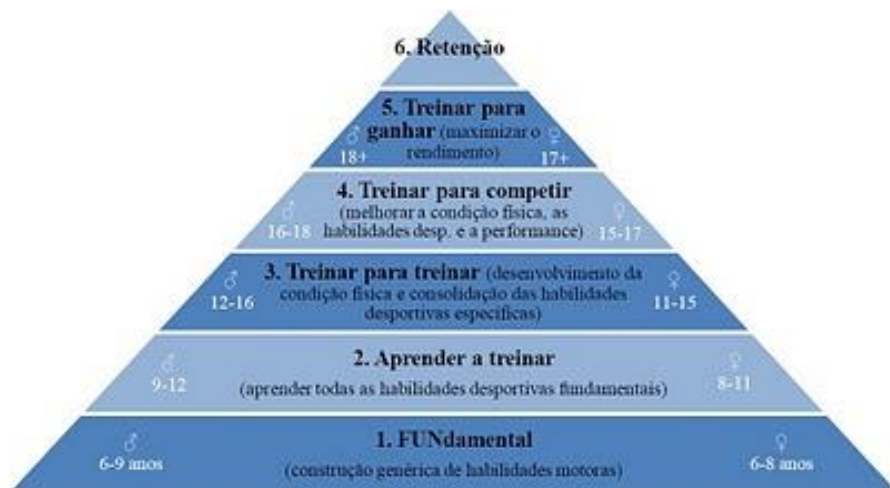 6. Retenção
5. Treinar para
ganhar (maximizar o
rendimento)
♂
18+
♀
17+
4. Treinar para competir
(melhorar a condição física, as
habilidades desp. e a performance)
♂
16-18
♀
15-17
3. Treinar para treinar (desenvolvimento da
condição física e consolidação das habilidades
desportivas específicas)
♂
12-16
♀
11-15
2. Aprender a treinar
(aprender todas as habilidades desportivas fundamentais)
♂
9-12
♀
8-11
1. FUNdamental
(construção genérica de habilidades motoras)
♂
6-9 anos
♀
6-8 anos